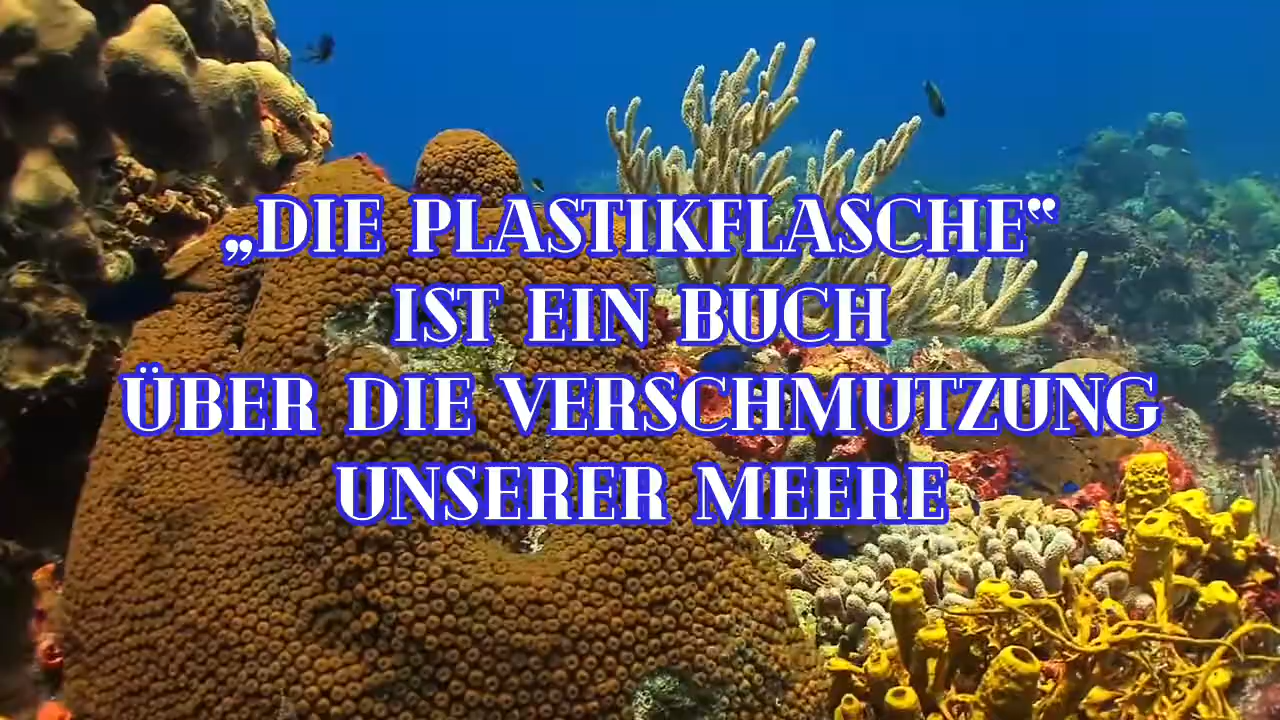 „DIE PLASTIKFLASCHE“
IST EIN BUCH
ÜBER DIE VERSCHMUTZUNG
UNSERER MEERE